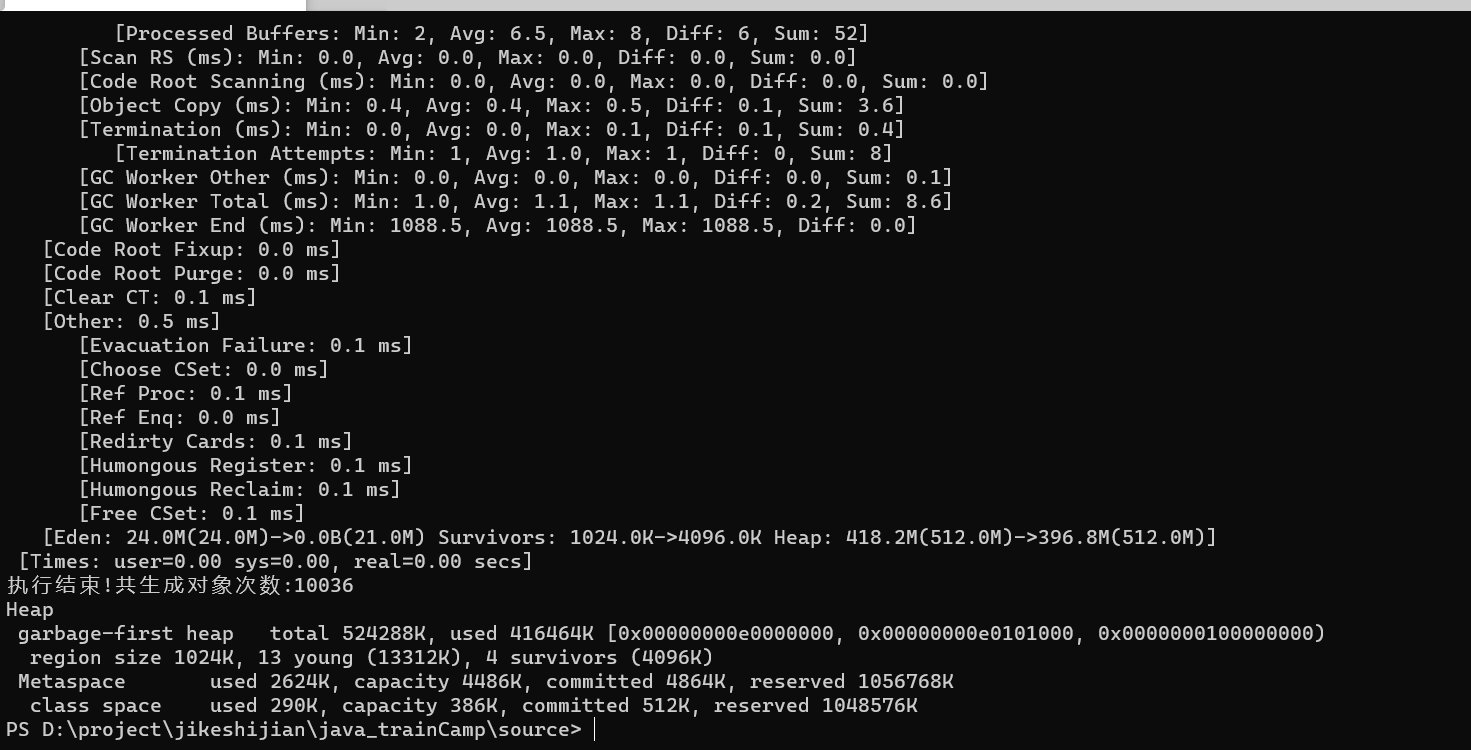 [Processed Buffers: Min: 2, Avg: 6.5, Max: 8, Diff: 6, Sum: 52]
[Scan RS (ms): Min: 0.0, Avg: 0.0, Max: 0.0, Diff: 0.0, Sum: 0.0]
[Code Root Scanning (ms): Min: 0.0, Avg: 0.0, Max: 0.0, Diff: 0.0, Sum: 0.0]
[Object Copy (ms): Min: 0.4, Avg: 0.4, Max: 0.5, Diff: 0.1, Sum: 3.6]
[Termination (ms): Min: 0.0, Avg: 0.0, Max: 0.1, Diff: 0.1, Sum: 0.4]
[Termination Attempts: Min: 1, Avg: 1.0, Max: 1, Diff: 0, Sum: 8]
[GC Worker Other (ms): Min: 0.0, Avg: 0.0, Max: 0.0, Diff: 0.0, Sum: 0.1]
[GC Worker Total (ms): Min: 1.0, Avg: 1.1, Max: 1.1, Diff: 0.2, Sum: 8.6]
[GC Worker End (ms): Min: 1088.5, Avg: 1088.5, Max: 1088.5, Diff: 0.0]
[Code Root Fixup: 0.0 ms]
[Code Root Purge: 0.0 ms]
[Clear CT: 0.1 ms]
[Other: 0.5 ms]
[Evacuation Failure: 0.1 ms]
[Choose CSet: 0.0 ms]
[Ref Proc: 0.1 ms]
[Ref Enq: 0.0 ms]
[Redirty Cards: 0.1 ms]
[Humongous Register: 0.1 ms]
[Humongous Reclaim: 0.1 ms]
[Free CSet: 0.1 ms]
[Eden: 24.0M(24.0M)->0.0B(21.0M) Survivors: 1024.0K->4096.0K Heap: 418.2M(512.0M)->396.8M(512.0M)]
[Times: user=0.00 sys=0.00, real=0.00 secs]
执行结束!共生成对象次数:10036
Heap
garbage-first heap   total 524288K, used 416464K [0x00000000e0000000, 0x00000000e0101000, 0x0000000100000000)
region size 1024K, 13 young (13312K), 4 survivors (4096K)
Metaspace       used 2624K, capacity 4486K, committed 4864K, reserved 1056768K
class space    used 290K, capacity 386K, committed 512K, reserved 1048576K
PS D:\project\jikeshijian\java_trainCamp\source>